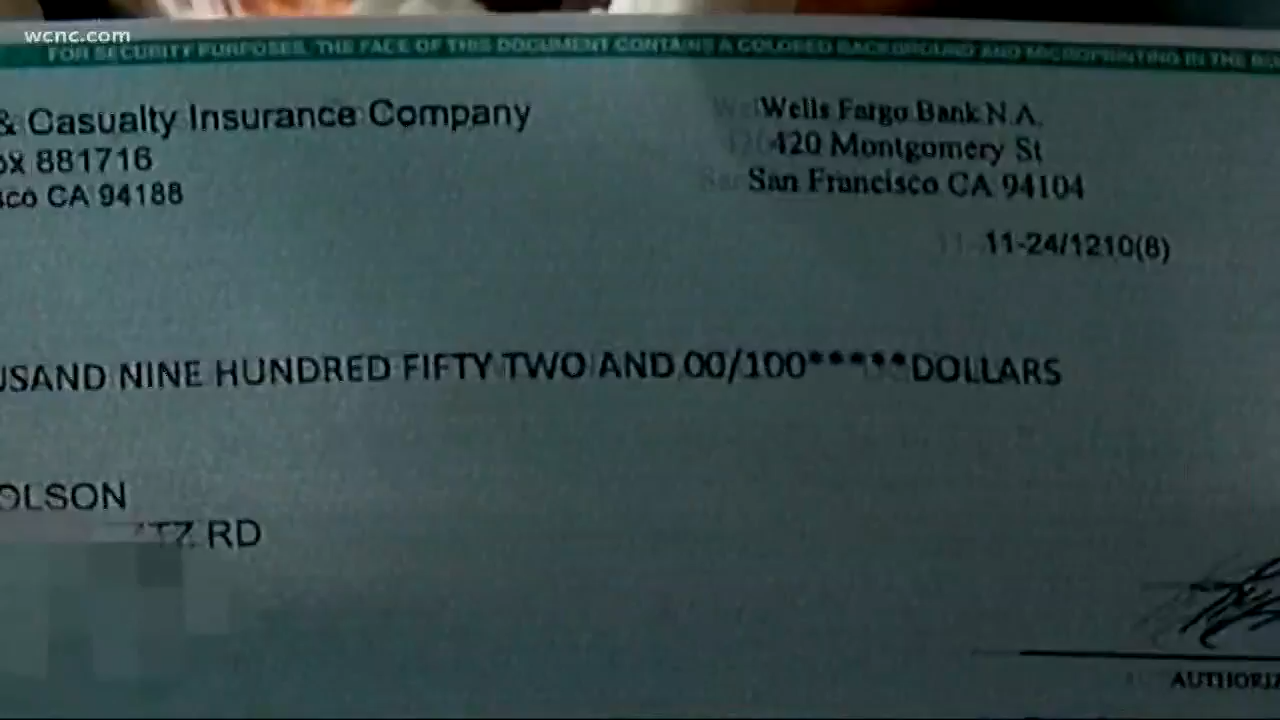 wcnc.com
FOR SECURITY PURPOSES, THE FACE OF THIS DOCUMENT CONTAINS A COLORED BACKGROUND AND MICROPRINTING IN THE
& Casualty Insurance Company
ox 881716
sco CA 94188
Wells Fargo Bank N.A.
420 Montgomery St
San Francisco CA 94104
11-24/1210(8)
USAND NINE HUNDRED FIFTY TWO AND 00/100*****DOLLARS
OLSON
TZ RD
AUTHORIZ